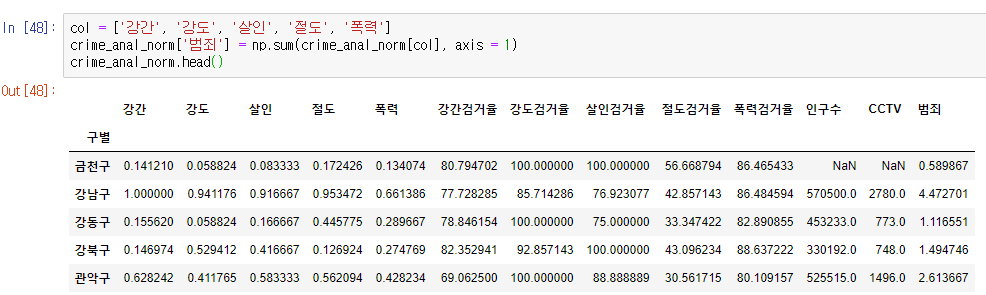 In [48]: col = ['강간', '강도', '살인', '절도', '폭력']
crime_anal_norm['범죄'] = np.sum(crime_anal_norm[col], axis = 1)
crime_anal_norm.head()
Out[48]:
강간 강도 살인 절도 폭력 강간검거율 강도검거율 살인검거율 절도검거율 폭력검거율 인구수 CCTV 범죄
구별
금천구 0.141210 0.058824 0.083333 0.172426 0.134074 80.794702 100.000000 100.000000 56.668794 86.465433 NaN NaN 0.589867
강남구 1.000000 0.941176 0.916667 0.953472 0.661386 77.728285 85.714286 76.923077 42.857143 86.484594 570500.0 2780.0 4.472701
강동구 0.155620 0.058824 0.166667 0.445775 0.289667 78.846154 100.000000 75.000000 33.347422 82.890855 453233.0 773.0 1.116551
강북구 0.146974 0.529412 0.416667 0.126924 0.274769 82.352941 92.857143 100.000000 43.096234 88.637222 330192.0 748.0 1.494746
관악구 0.628242 0.411765 0.583333 0.562094 0.428234 69.062500 100.000000 88.888889 30.561715 80.109157 525515.0 1496.0 2.613667